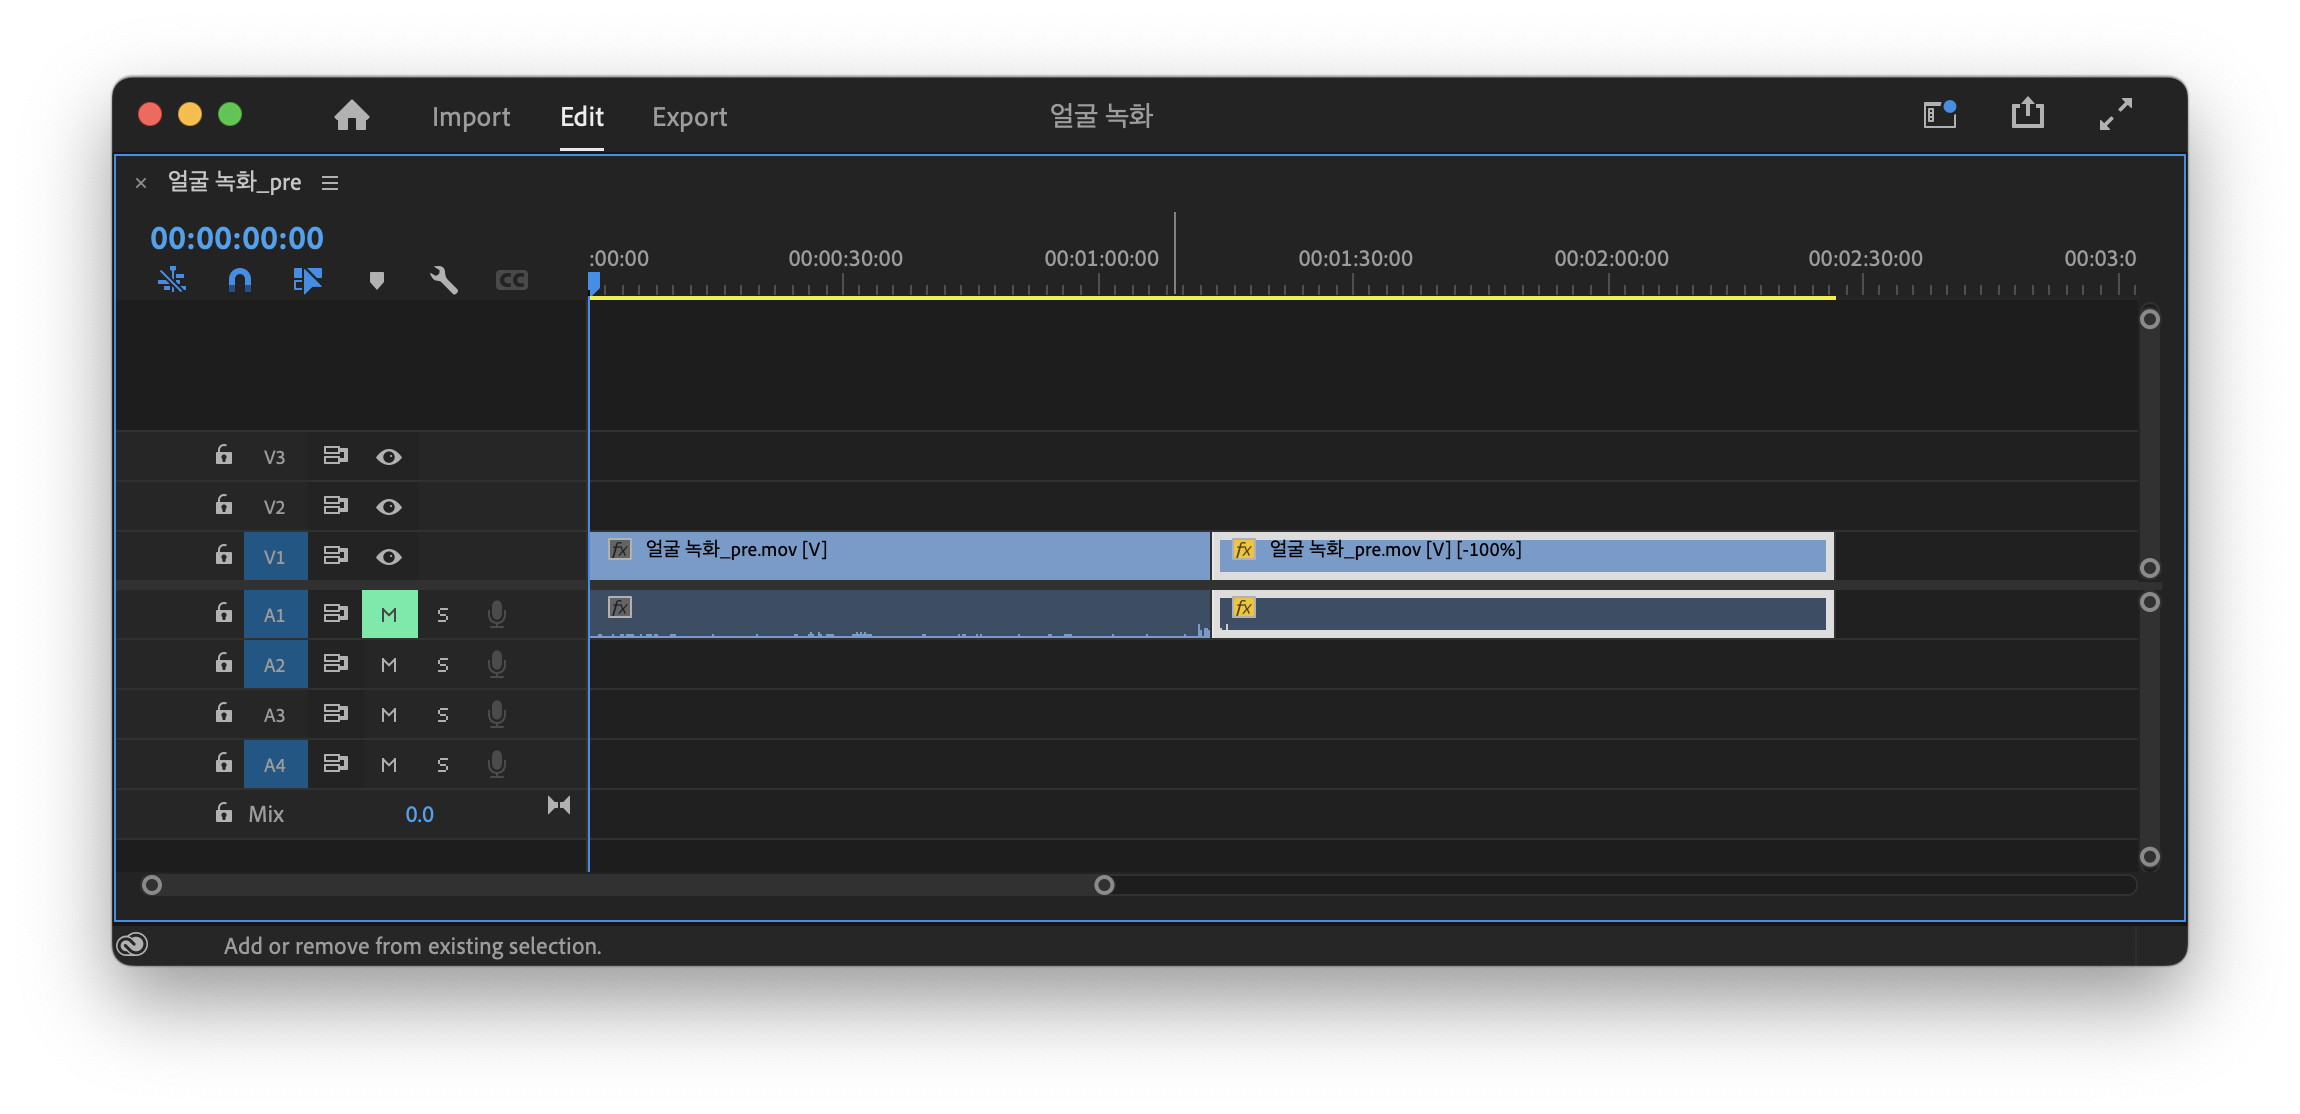 Import Edit Export 얼굴 녹화
× 얼굴 녹화_pre
00:00:00:00
:00:00 00:00:30:00 00:01:00:00 00:01:30:00 00:02:00:00 00:02:30:00 00:03:0
CC
V3
V2
V1 fx 얼굴 녹화_pre.mov [V] fx 얼굴 녹화_pre.mov [V] [-100%]
A1 M S fx fx
A2 M S
A3 M S
A4 M S
Mix 0.0
Add or remove from existing selection.